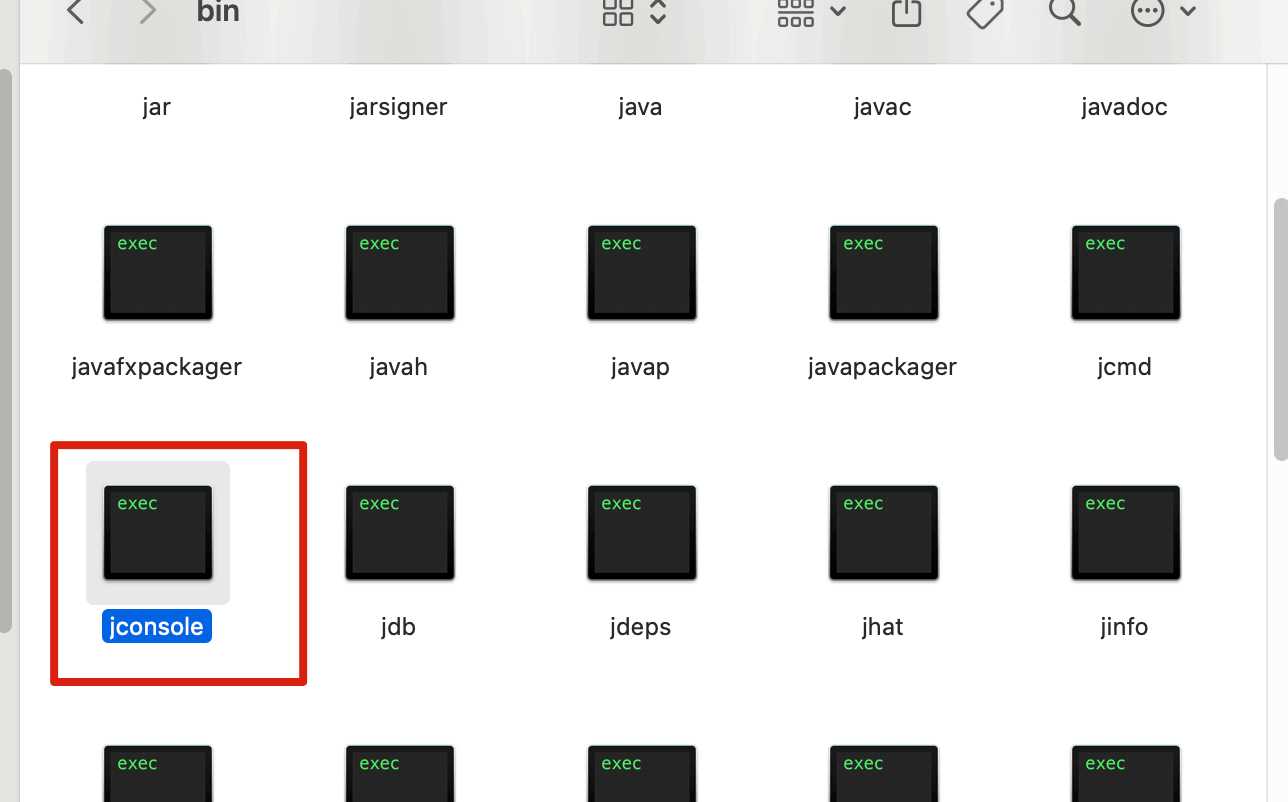 bin
jar jarsigner java javac javadoc
exec exec exec exec exec
javafxpackager javah javap javapackager jcmd
exec exec exec exec exec
jconsole jdb jdeps jhat jinfo
exec exec exec exec exec